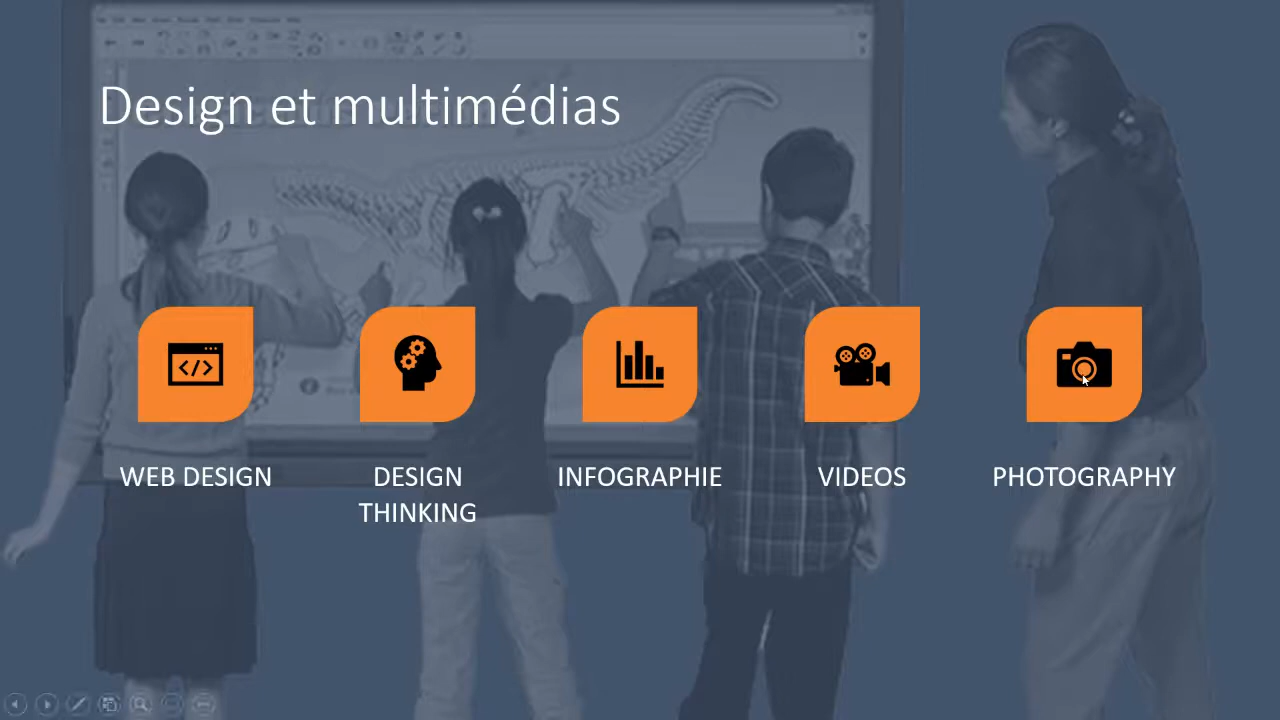 Design et multimédias
WEB DESIGN
DESIGN
THINKING
INFOGRAPHIE
VIDEOS
PHOTOGRAPHY